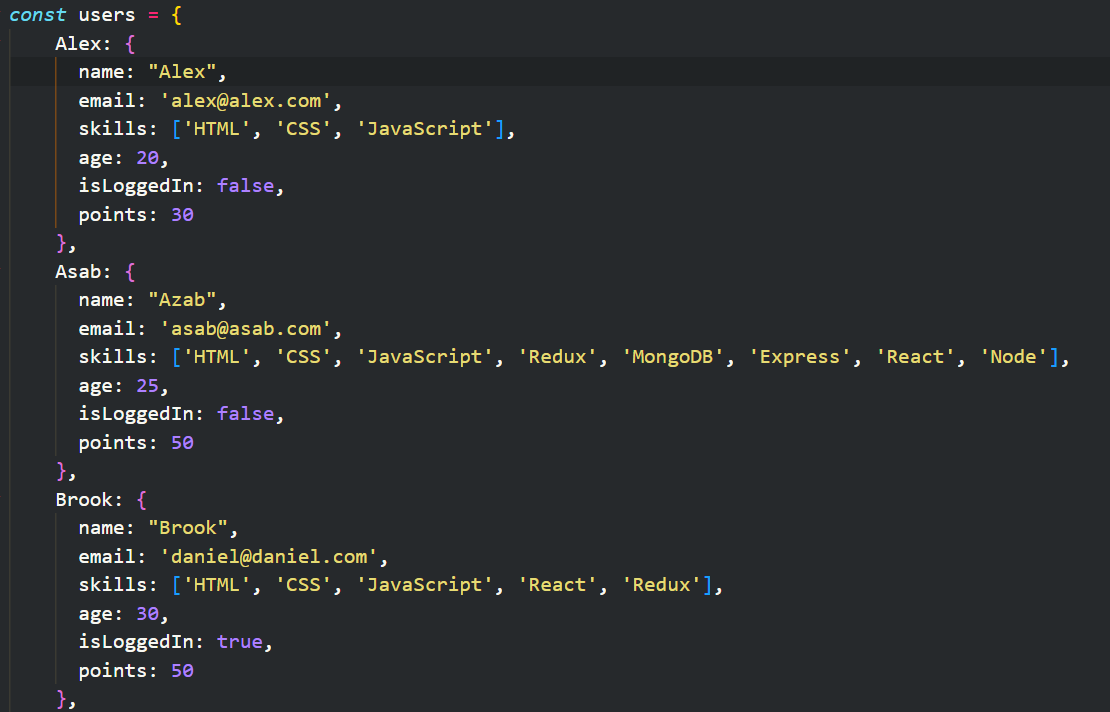 const users = {
    Alex: {
      name: "Alex",
      email: 'alex@alex.com',
      skills: ['HTML', 'CSS', 'JavaScript'],
      age: 20,
      isLoggedIn: false,
      points: 30
    },
    Asab: {
      name: "Azab",
      email: 'asab@asab.com',
      skills: ['HTML', 'CSS', 'JavaScript', 'Redux', 'MongoDB', 'Express', 'React', 'Node'],
      age: 25,
      isLoggedIn: false,
      points: 50
    },
    Brook: {
      name: "Brook",
      email: 'daniel@daniel.com',
      skills: ['HTML', 'CSS', 'JavaScript', 'React', 'Redux'],
      age: 30,
      isLoggedIn: true,
      points: 50
    },